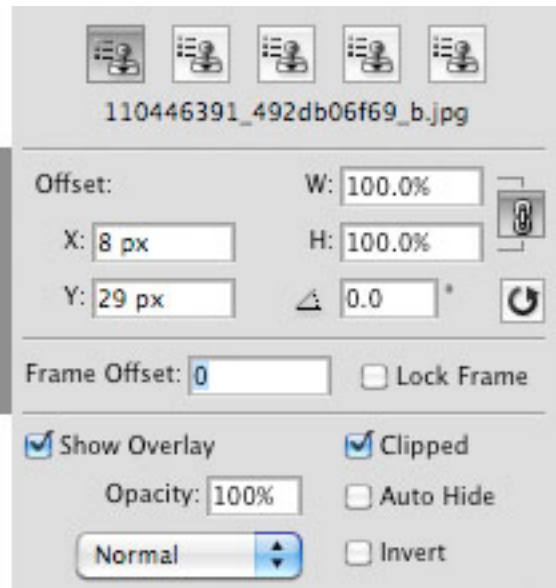 110446391_492db06f69_b.jpg
Offset: W: 100.0%
X: 8 px H: 100.0%
Y: 29 px 0.0 °
Frame Offset: 0 Lock Frame
Show Overlay Clipped
Opacity: 100% Auto Hide
Normal Invert